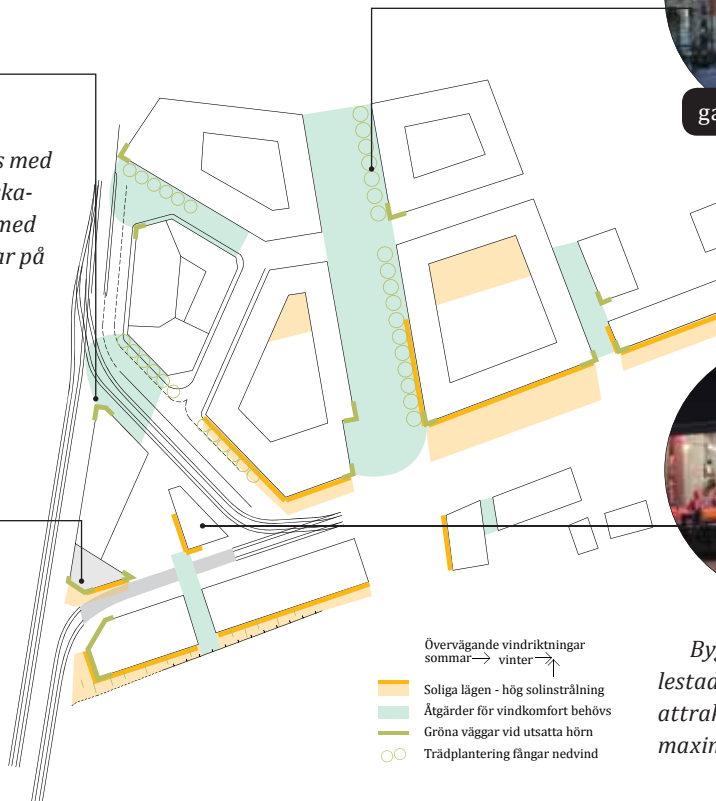 s med
ka-
med
ar på
ga
Övervägande vindriktningar
sommar vinter
Soliga lägen - hög solinstrålning
Åtgärder för vindkomfort behövs
Gröna väggar vid utsatta hörn
Trädplantering fångar nedvind
By
lestad
attrah
maxin